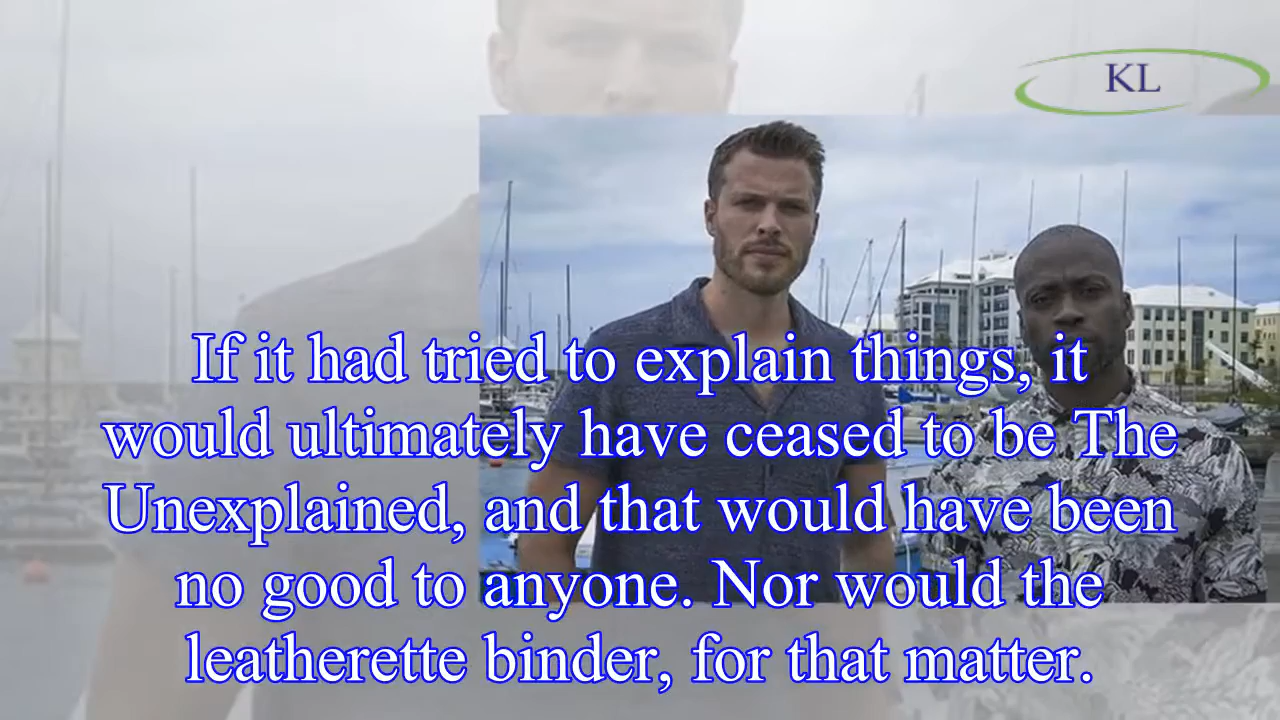 KL
If it had tried to explain things, it
would ultimately have ceased to be The
Unexplained, and that would have been
no good to anyone. Nor would the
leatherette binder, for that matter.